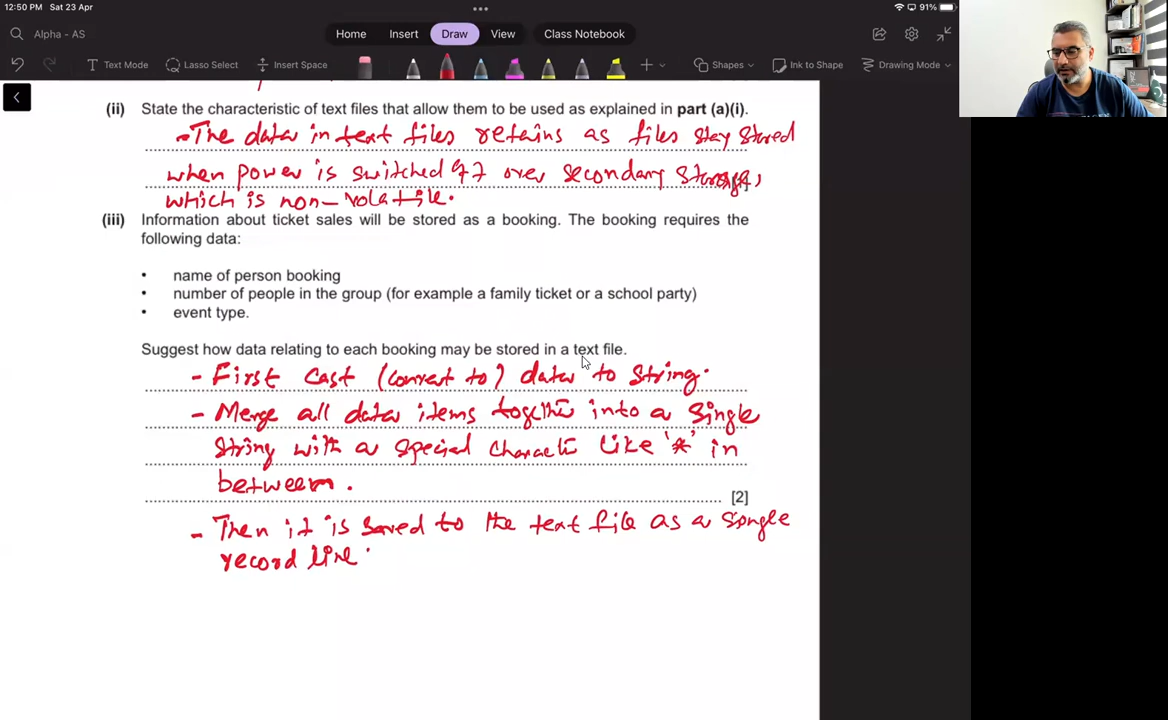 12:50 PM Sat 23 Apr
91%
Alpha - AS
Home Insert Draw View Class Notebook
Text Mode Lasso Select Insert Space Shapes Ink to Shape Drawing Mode
(ii) State the characteristic of text files that allow them to be used as explained in part (a)(i).
- The data in text files retains as files stay stored
when power is switched off over secondary storage,
which is non-volatile.
(iii) Information about ticket sales will be stored as a booking. The booking requires the
following data:
• name of person booking
• number of people in the group (for example a family ticket or a school party)
• event type.
Suggest how data relating to each booking may be stored in a text file.
- First cast (convert to) data to string.
- Merge all data items together into a single
string with a special character like '*' in
between.
[2]
- Then it is saved to the text file as a single
record line.